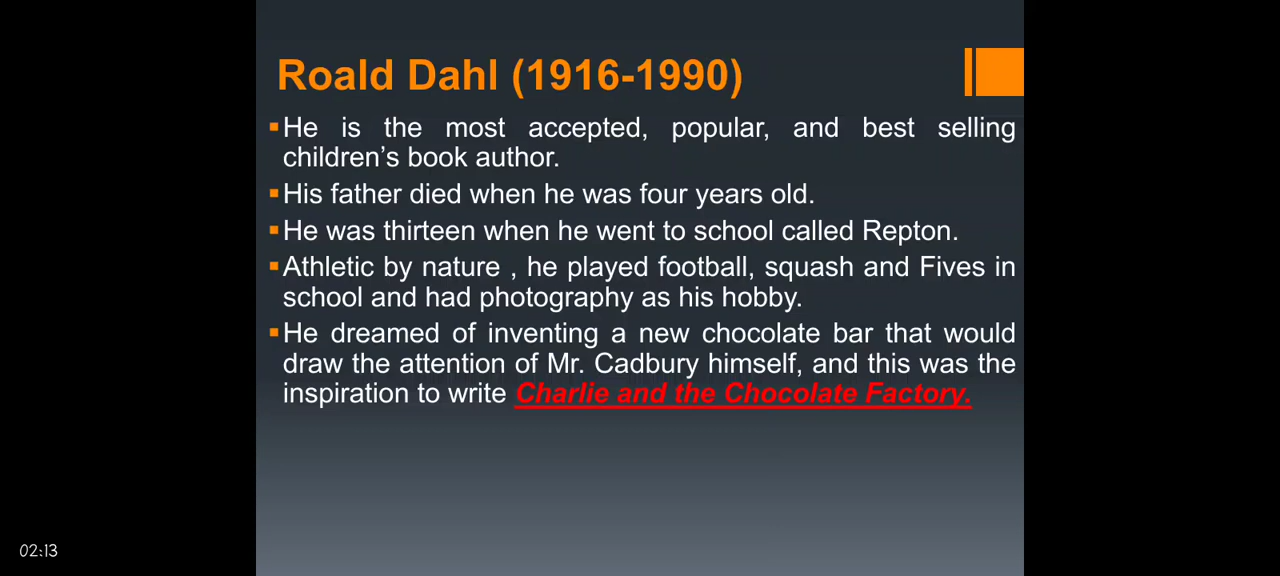 Roald Dahl (1916-1990)
▪He is the most accepted, popular, and best selling
children's book author.
▪His father died when he was four years old.
▪He was thirteen when he went to school called Repton.
▪Athletic by nature , he played football, squash and Fives in
school and had photography as his hobby.
▪He dreamed of inventing a new chocolate bar that would
draw the attention of Mr. Cadbury himself, and this was the
inspiration to write Charlie and the Chocolate Factory.
02:13